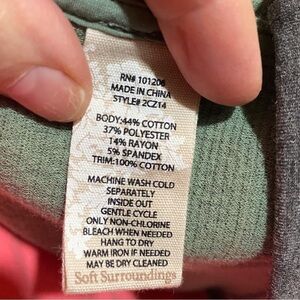 RN# 101206
MADE IN CHINA
STYLE# 2CZ14
BODY:44% COTTON
37% POLYESTER
14% RAYON
5% SPANDEX
TRIM:100% COTTON
MACHINE WASH COLD
SEPARATELY
INSIDE OUT
GENTLE CYCLE
ONLY NON-CHLORINE
BLEACH WHEN NEEDED
HANG TO DRY
WARM IRON IF NEEDED
MAY BE DRY CLEANED
Soft Surroundings